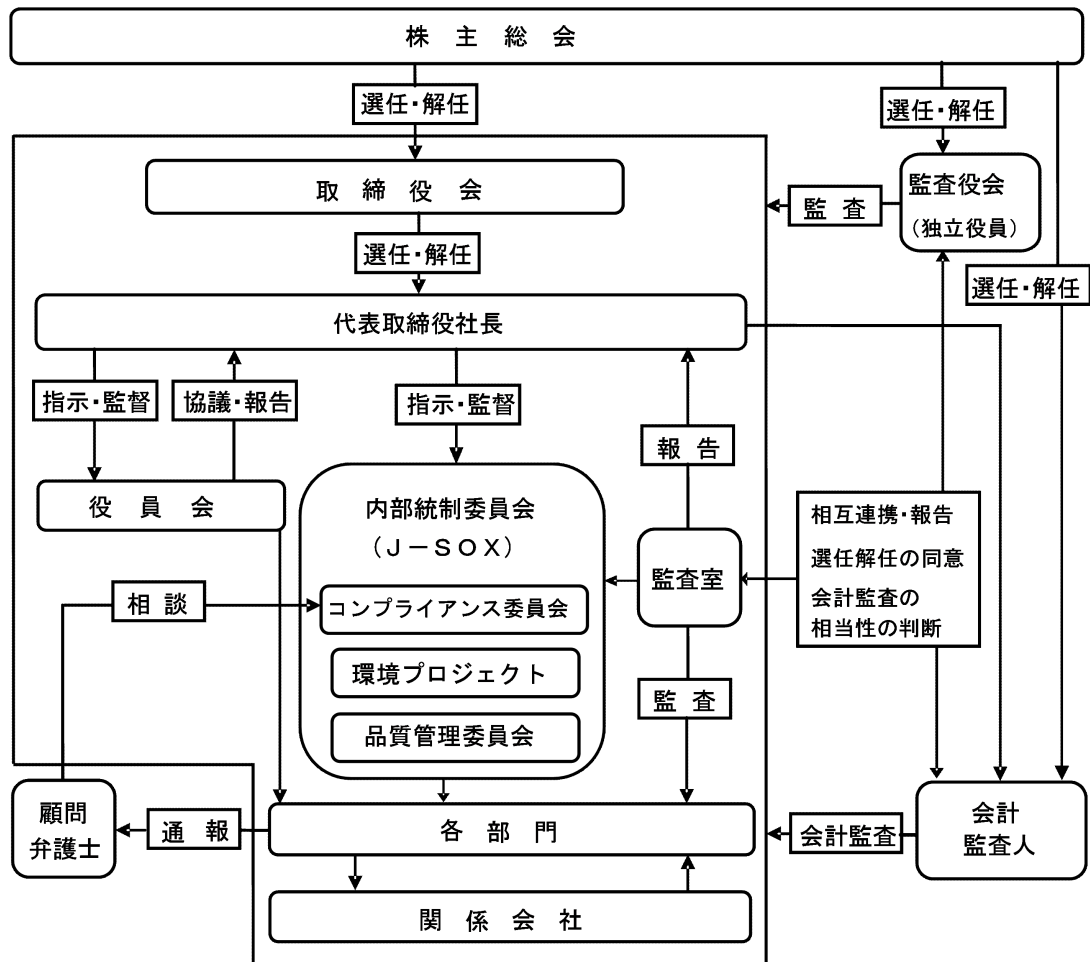 株主総会
選任・解任
選任・解任
取締役会
監査役会
(独立役員)
監査
選任・解任
選任・解任
代表取締役社長
指示・監督
協議・報告
指示・監督
報告
役員会
内部統制委員会
(J-SOX)
相互連携・報告
選任解任の同意
会計監査の
相当性の判断
監査室
相談
コンプライアンス委員会
環境プロジェクト
監査
品質管理委員会
顧問
弁護士
通報
各部門
会計監査
会計
監査人
関係会社